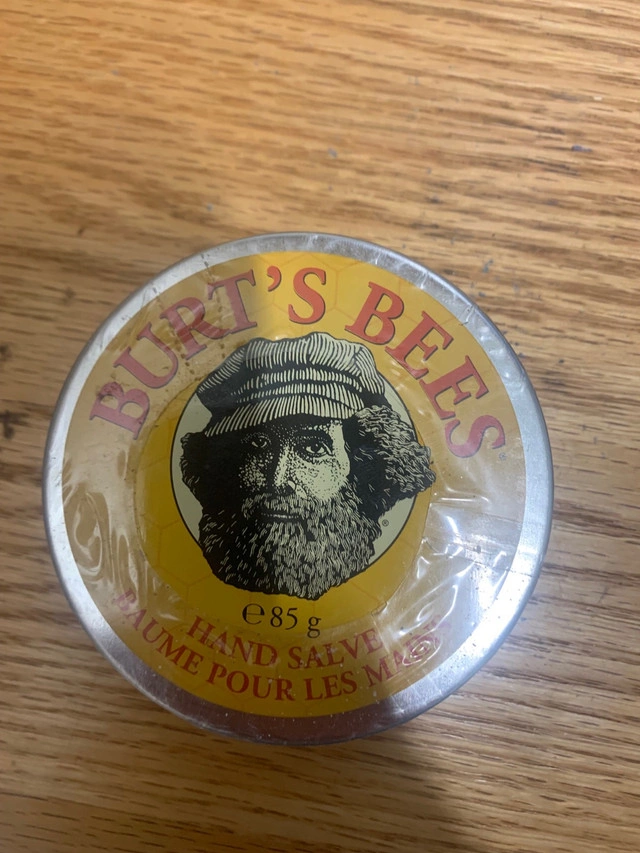 BURT'S BEES
®
℮85 g
HAND SALVE
BAUME POUR LES